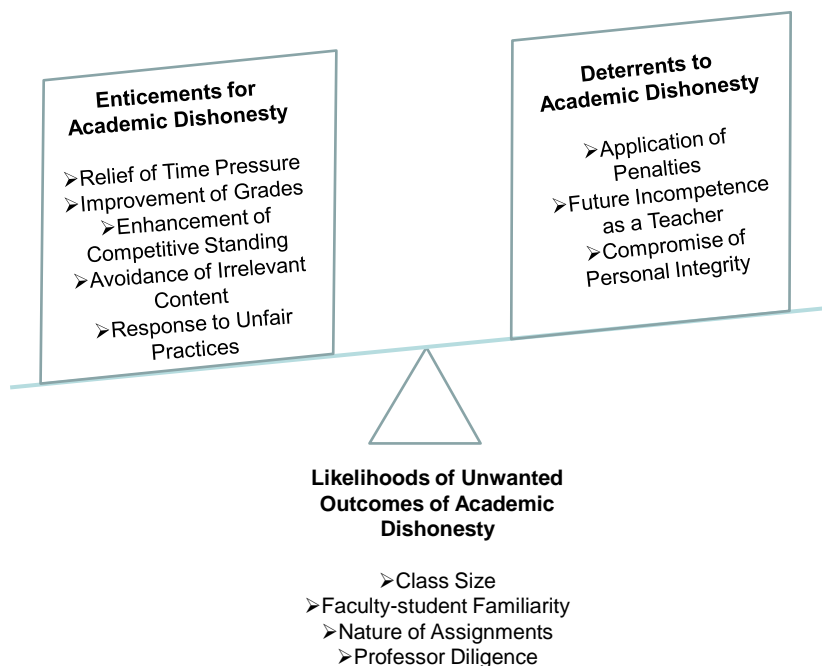 Enticements for
Academic Dishonesty
➢Relief of Time Pressure
➢Improvement of Grades
➢Enhancement of
Competitive Standing
➢Avoidance of Irrelevant
Content
➢Response to Unfair
Practices
Deterrents to
Academic Dishonesty
➢Application of
Penalties
➢Future Incompetence
as a Teacher
➢Compromise of
Personal Integrity
Likelihoods of Unwanted
Outcomes of Academic
Dishonesty
➢Class Size
➢Faculty-student Familiarity
➢Nature of Assignments
➢Professor Diligence